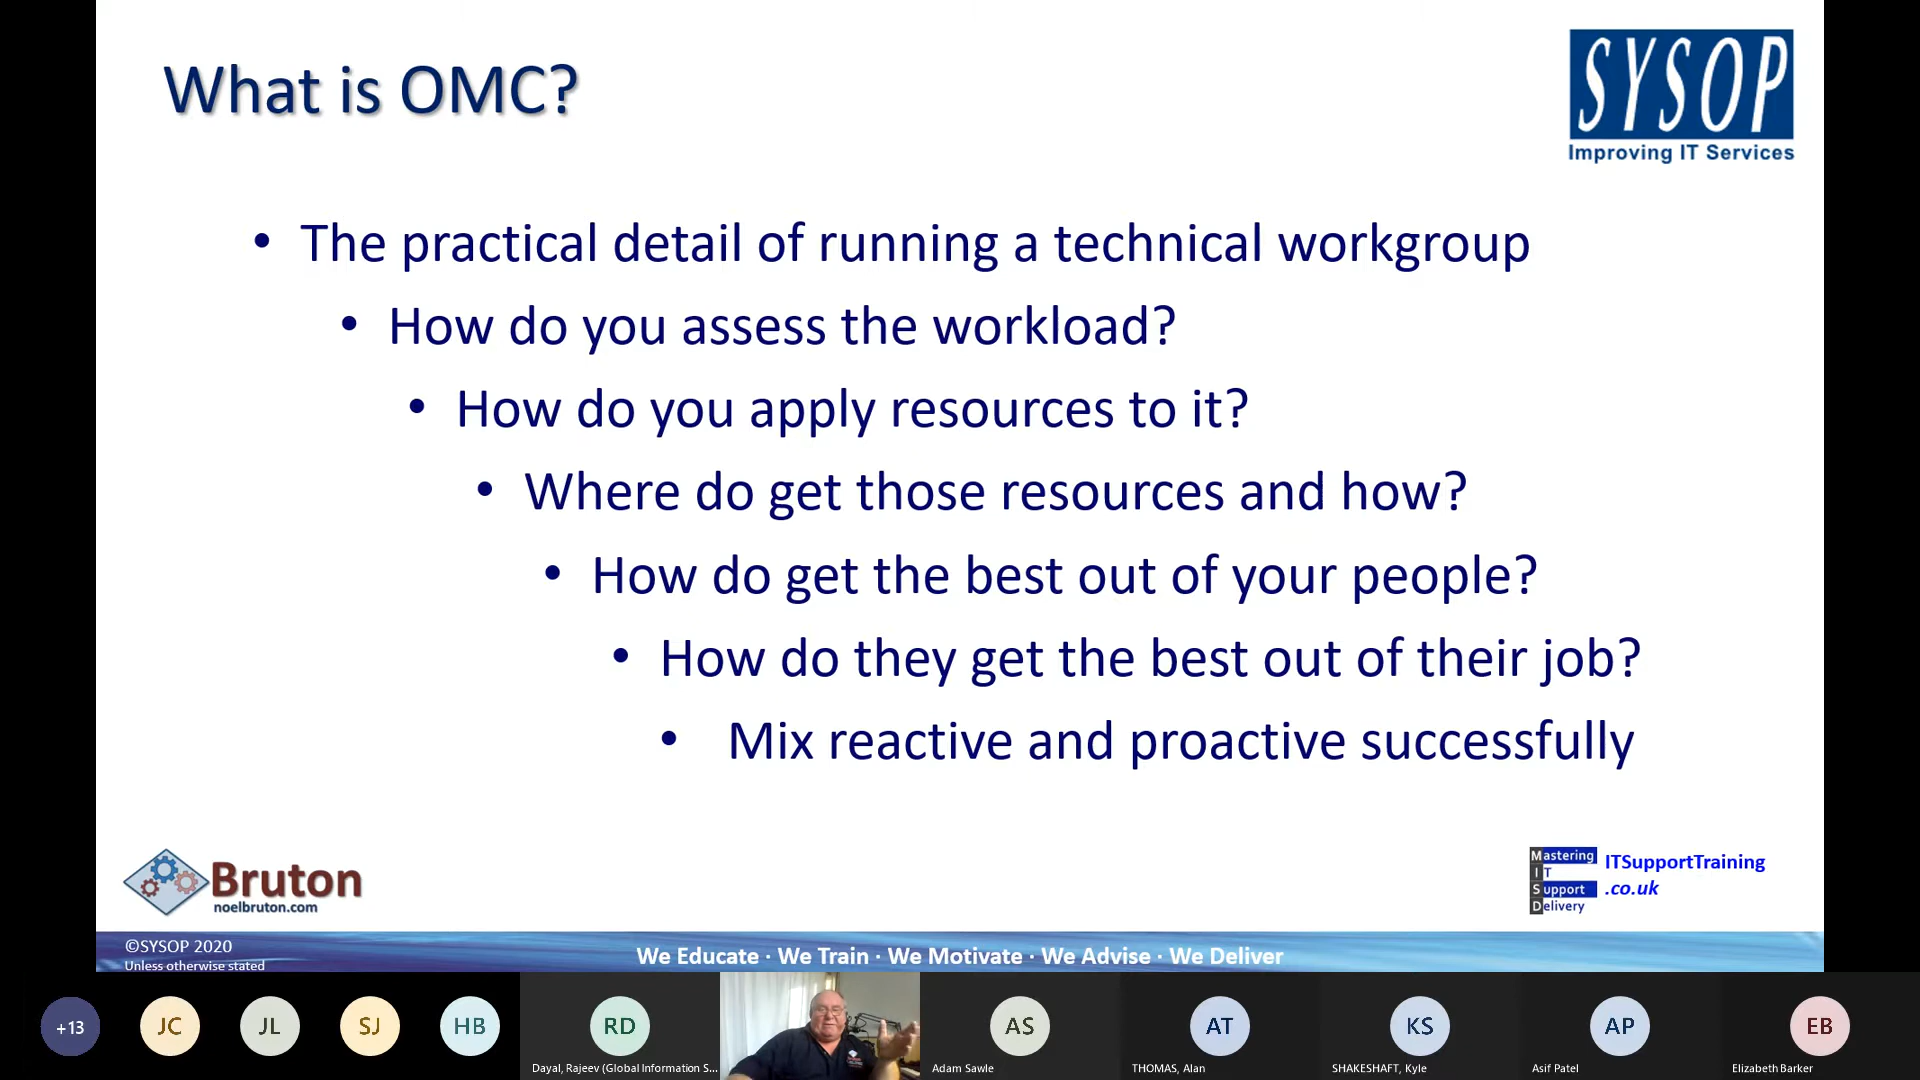 What is OMC?
SYSOP
Improving IT Services
• The practical detail of running a technical workgroup
• How do you assess the workload?
• How do you apply resources to it?
• Where do get those resources and how?
• How do get the best out of your people?
• How do they get the best out of their job?
• Mix reactive and proactive successfully
Bruton
noelbruton.com
Mastering
IT
Support
Delivery
ITSupportTraining
.co.uk
©SYSOP 2020
Unless otherwise stated
We Educate · We Train · We Motivate · We Advise · We Deliver
+13
JC
JL
SJ
HB
RD
AS
AT
KS
AP
EB
Dayal, Rajeev (Global Information S...
Adam Sawle
THOMAS, Alan
SHAKESHAFT, Kyle
Asif Patel
Elizabeth Barker